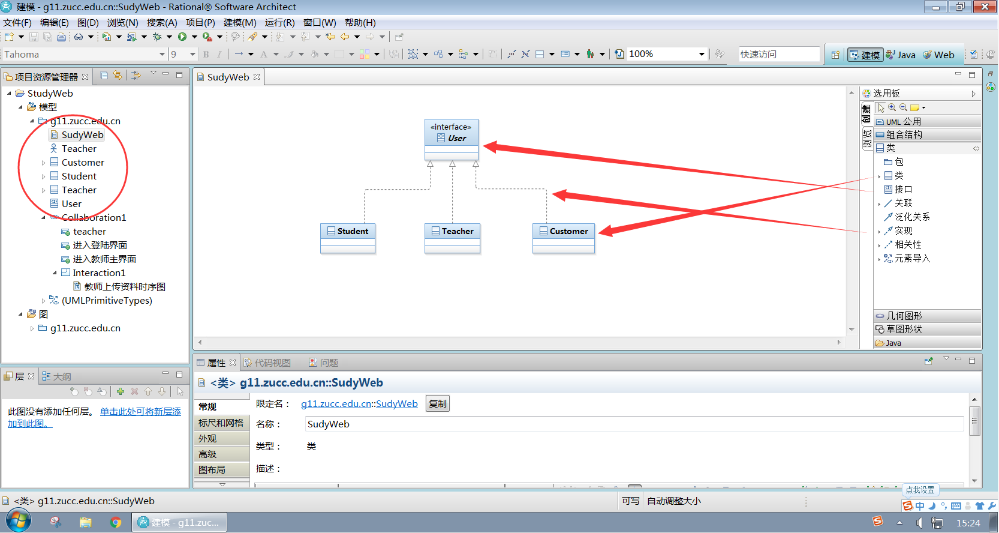 建模 - g11.zucc.edu.cn::SudyWeb - Rational® Software Architect
文件(F) 编辑(E) 图(D) 浏览(N) 搜索(A) 项目(P) 建模(M) 运行(R) 窗口(W) 帮助(H)
Tahoma 9 B I A 100% 快速访问 建模 Java Web
项目资源管理器
StudyWeb
模型
g11.zucc.edu.cn
SudyWeb
Teacher
Customer
Student
Teacher
User
Collaboration1
teacher
进入登陆界面
进入教师主界面
Interaction1
教师上传资料时序图
(UMLPrimitiveTypes)
图
g11.zucc.edu.cn
层 大纲
此图没有添加任何层。 单击此处可将新层添
加到此图。
SudyWeb
«interface»
User
Student
Teacher
Customer
选用板
创建
浏览
UML 公用
组合结构
类
包
类
接口
关联
泛化关系
实现
相关性
元素导入
几何图形
草图形状
Java
属性 代码视图 问题
<类> g11.zucc.edu.cn::SudyWeb
常规
标尺和网格
外观
高级
图布局
限定名： g11.zucc.edu.cn::SudyWeb 复制
名称： SudyWeb
类型： 类
描述：
<类> g11.zucc.edu.cn::SudyWeb
可写 自动调整大小
点我设置
中
建模 - g11.zuc...
15:24